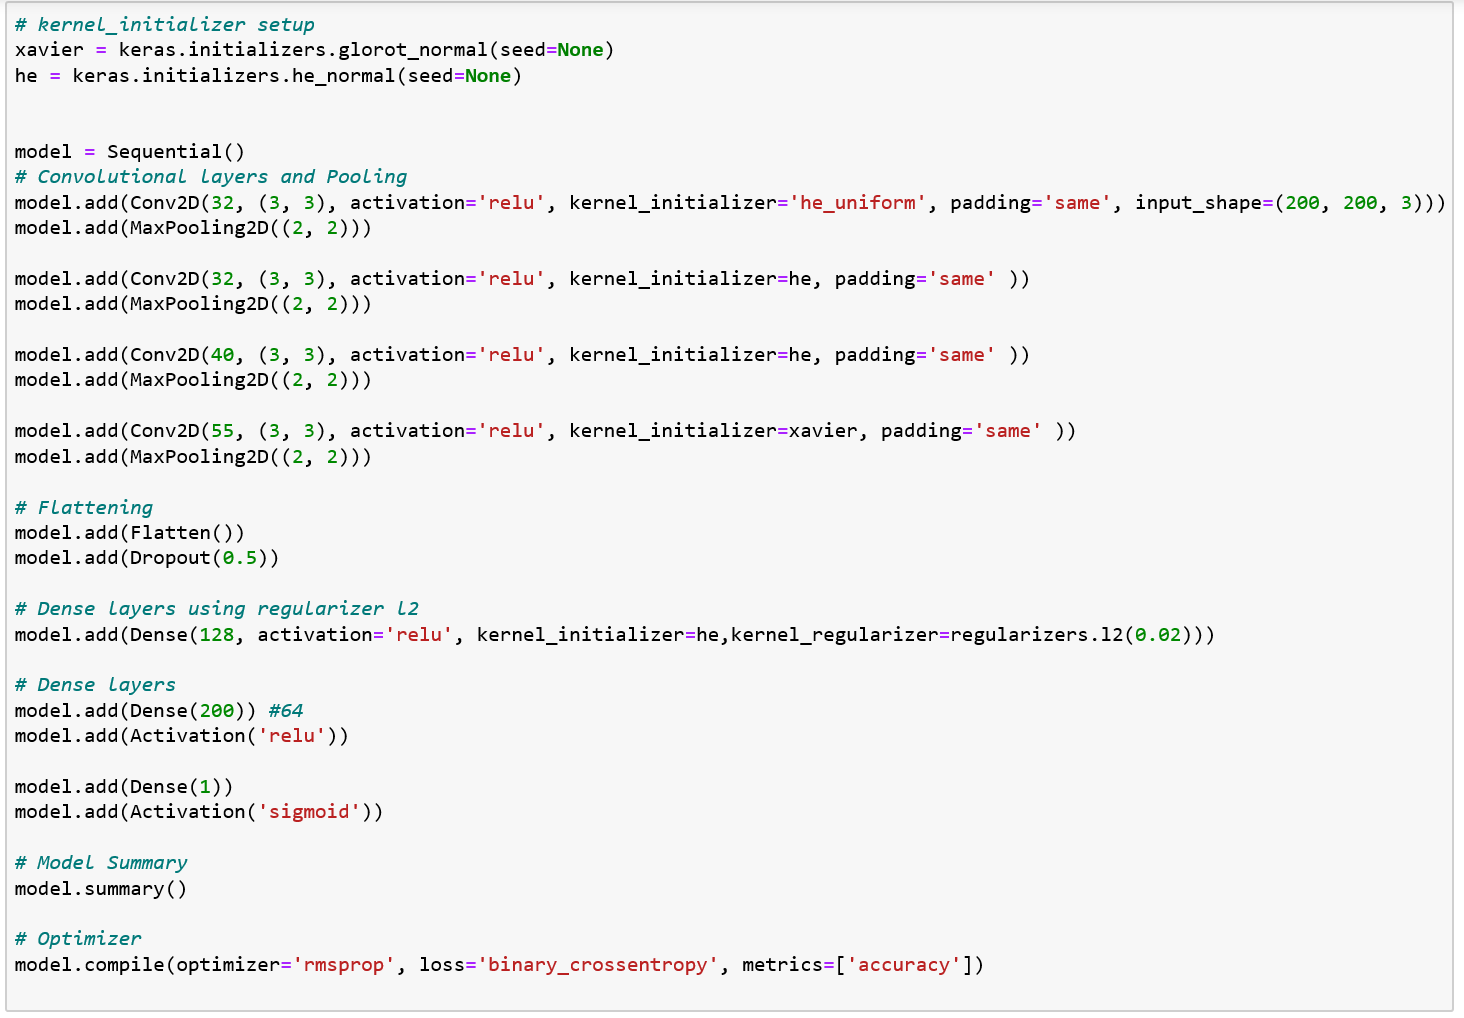 # kernel_initializer setup
xavier = keras.initializers.glorot_normal(seed=None)
he = keras.initializers.he_normal(seed=None)
model = Sequential()
# Convolutional layers and Pooling
model.add(Conv2D(32, (3, 3), activation='relu', kernel_initializer='he_uniform', padding='same', input_shape=(200, 200, 3)))
model.add(MaxPooling2D((2, 2)))
model.add(Conv2D(32, (3, 3), activation='relu', kernel_initializer=he, padding='same' ))
model.add(MaxPooling2D((2, 2)))
model.add(Conv2D(40, (3, 3), activation='relu', kernel_initializer=he, padding='same' ))
model.add(MaxPooling2D((2, 2)))
model.add(Conv2D(55, (3, 3), activation='relu', kernel_initializer=xavier, padding='same' ))
model.add(MaxPooling2D((2, 2)))
# Flattening
model.add(Flatten())
model.add(Dropout(0.5))
# Dense layers using regularizer l2
model.add(Dense(128, activation='relu', kernel_initializer=he,kernel_regularizer=regularizers.l2(0.02)))
# Dense layers
model.add(Dense(200)) #64
model.add(Activation('relu'))
model.add(Dense(1))
model.add(Activation('sigmoid'))
# Model Summary
model.summary()
# Optimizer
model.compile(optimizer='rmsprop', loss='binary_crossentropy', metrics=['accuracy'])